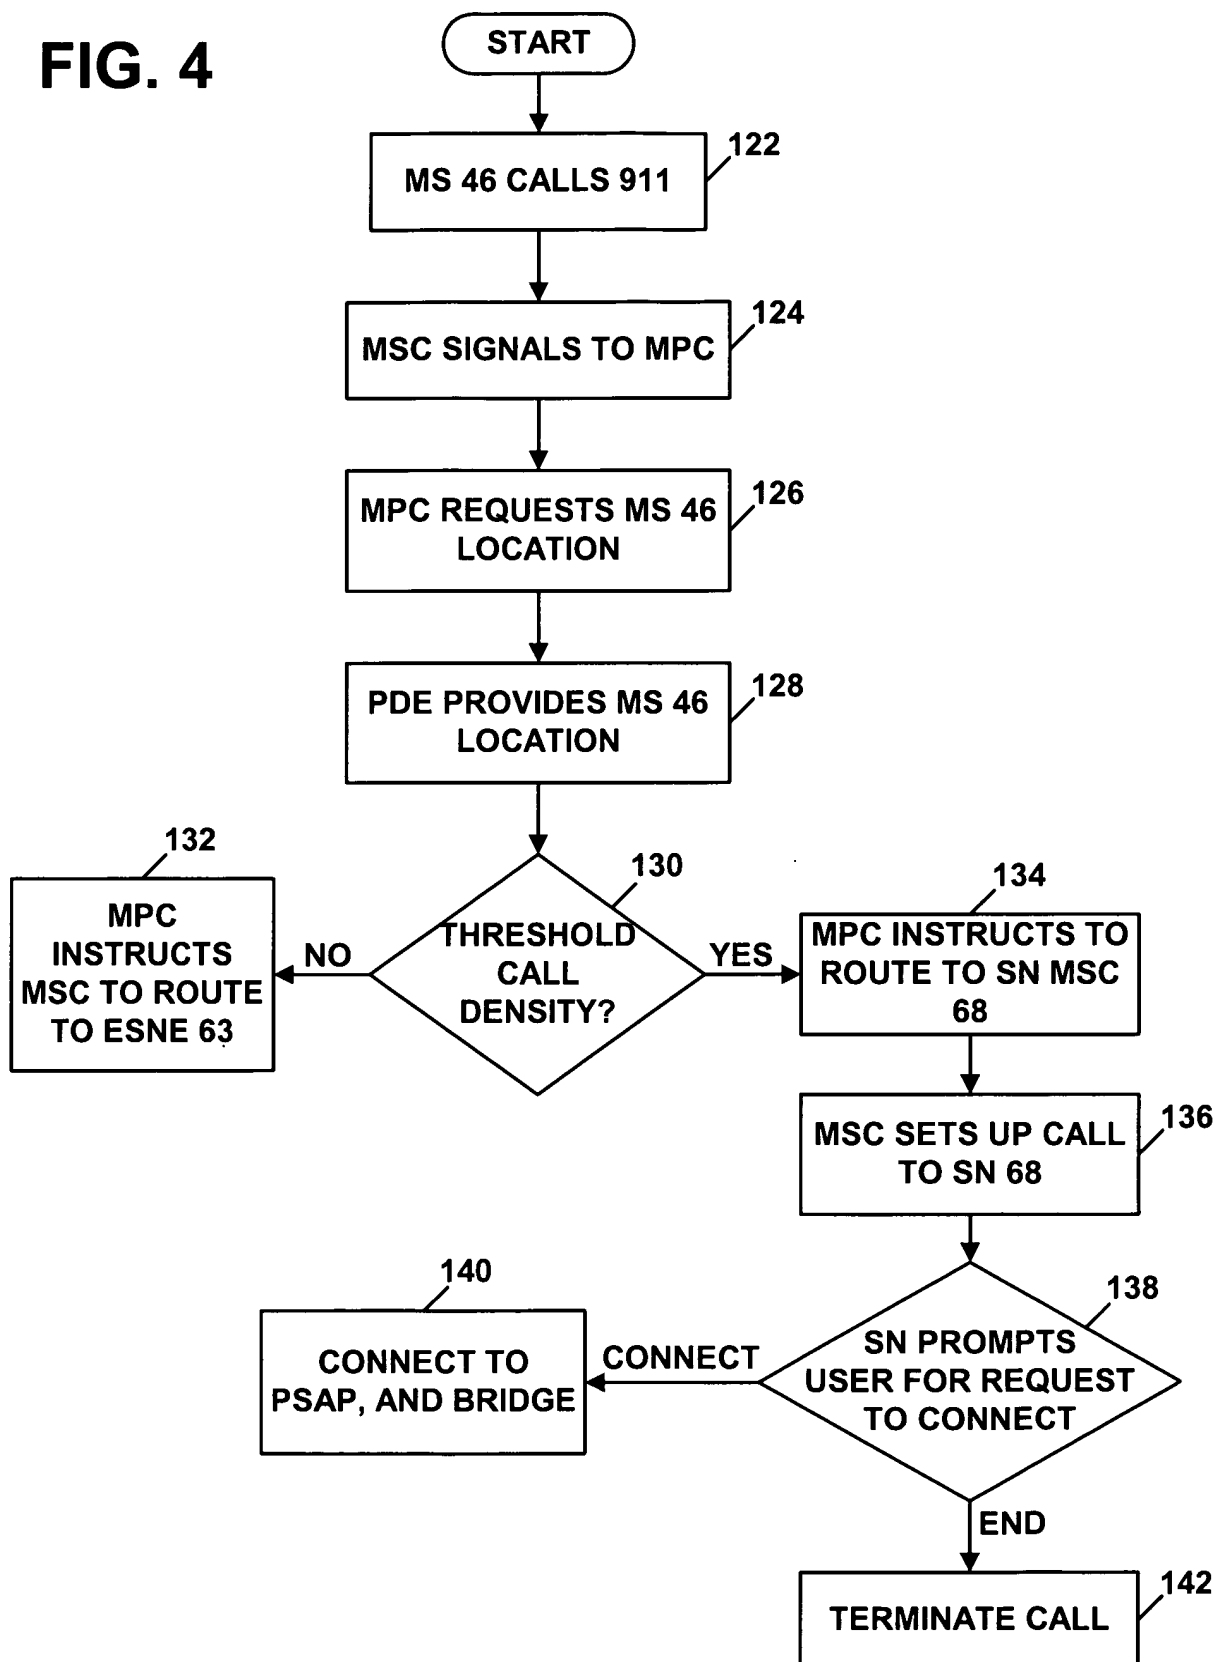 FIG. 4
START
122
MS 46 CALLS 911
124
MSC SIGNALS TO MPC
126
MPC REQUESTS MS 46
LOCATION
128
PDE PROVIDES MS 46
LOCATION
130
THRESHOLD
CALL
DENSITY?
NO
YES
132
MPC
INSTRUCTS
MSC TO ROUTE
TO ESNE 63
134
MPC INSTRUCTS TO
ROUTE TO SN MSC
68
136
MSC SETS UP CALL
TO SN 68
138
SN PROMPTS
USER FOR REQUEST
TO CONNECT
CONNECT
140
CONNECT TO
PSAP, AND BRIDGE
END
142
TERMINATE CALL